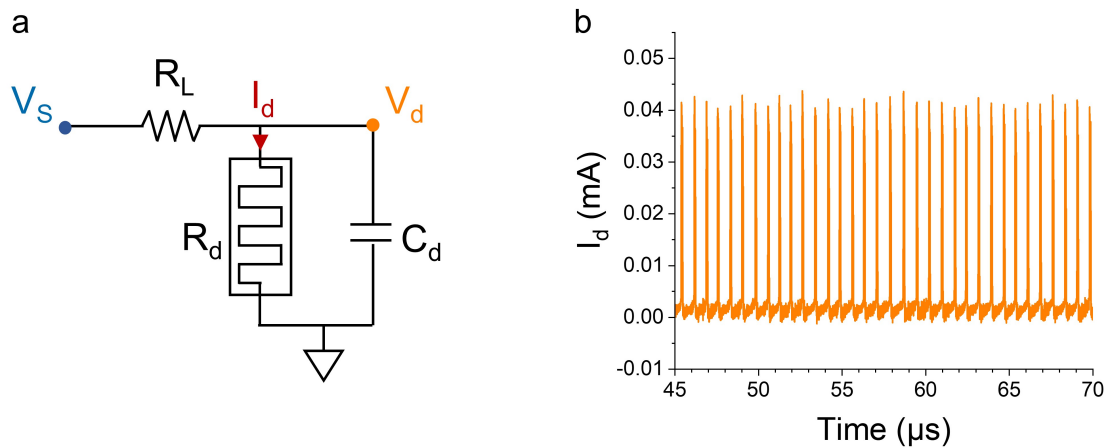 a
V_S
R_L
I_d
V_d
R_d
C_d
b
I_d (mA)
0.05
0.04
0.03
0.02
0.01
0.00
-0.01
45
50
55
60
65
70
Time (μs)